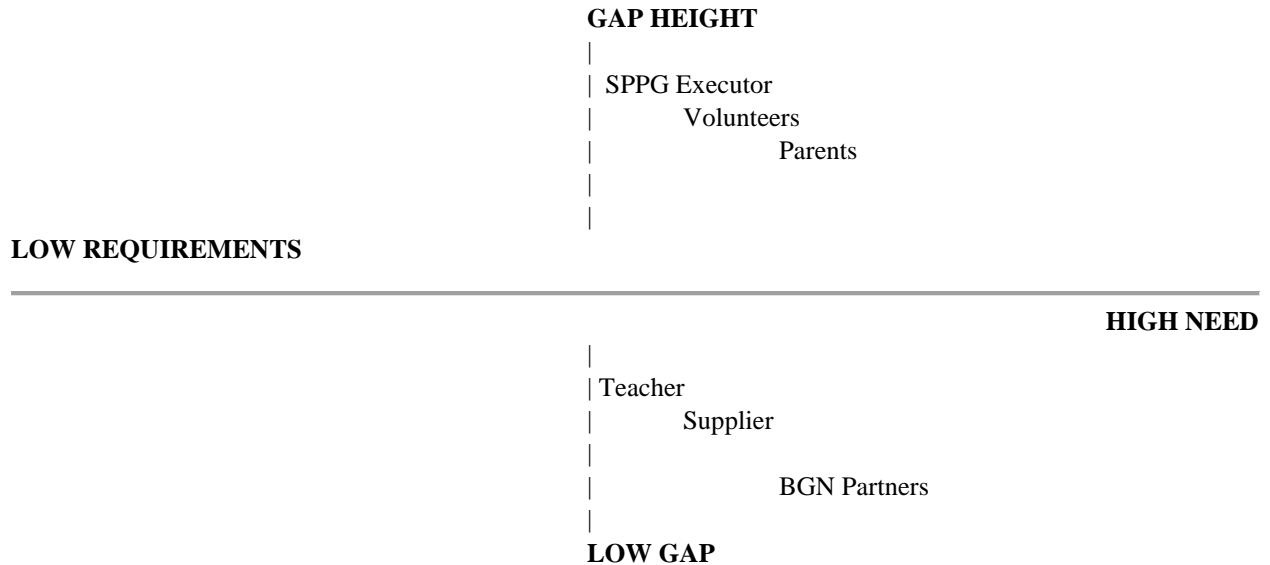 GAP HEIGHT
|
| SPPG Executor
| Volunteers
| Parents
|
|
LOW REQUIREMENTS
HIGH NEED
|
| Teacher
| Supplier
|
| BGN Partners
|
LOW GAP